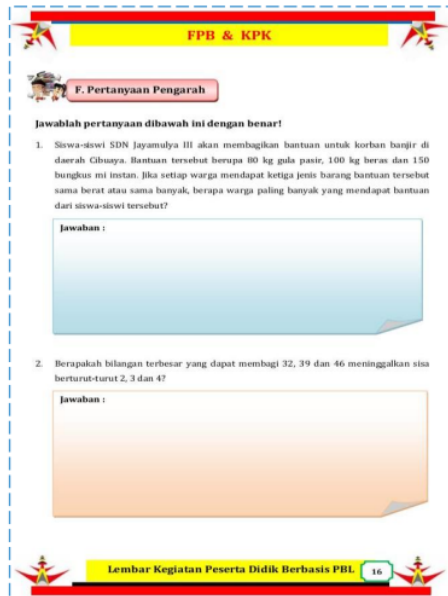 FPB & KPK
F. Pertanyaan Pengarah
Jawablah pertanyaan dibawah ini dengan benar!
1. Siswa-siswi SDN Jayamulya III akan membagikan bantuan untuk korban banjir di
daerah Cibuaya. Bantuan tersebut berupa 80 kg gula pasir, 100 kg beras dan 150
bungkus mi instan. Jika setiap warga mendapat ketiga jenis barang bantuan tersebut
sama berat atau sama banyak, berapa warga paling banyak yang mendapat bantuan
dari siswa-siswi tersebut?
Jawaban :
2. Berapakah bilangan terbesar yang dapat membagi 32, 39 dan 46 meninggalkan sisa
berturut-turut 2, 3 dan 4?
Jawaban :
Lembar Kegiatan Peserta Didik Berbasis PBL 16